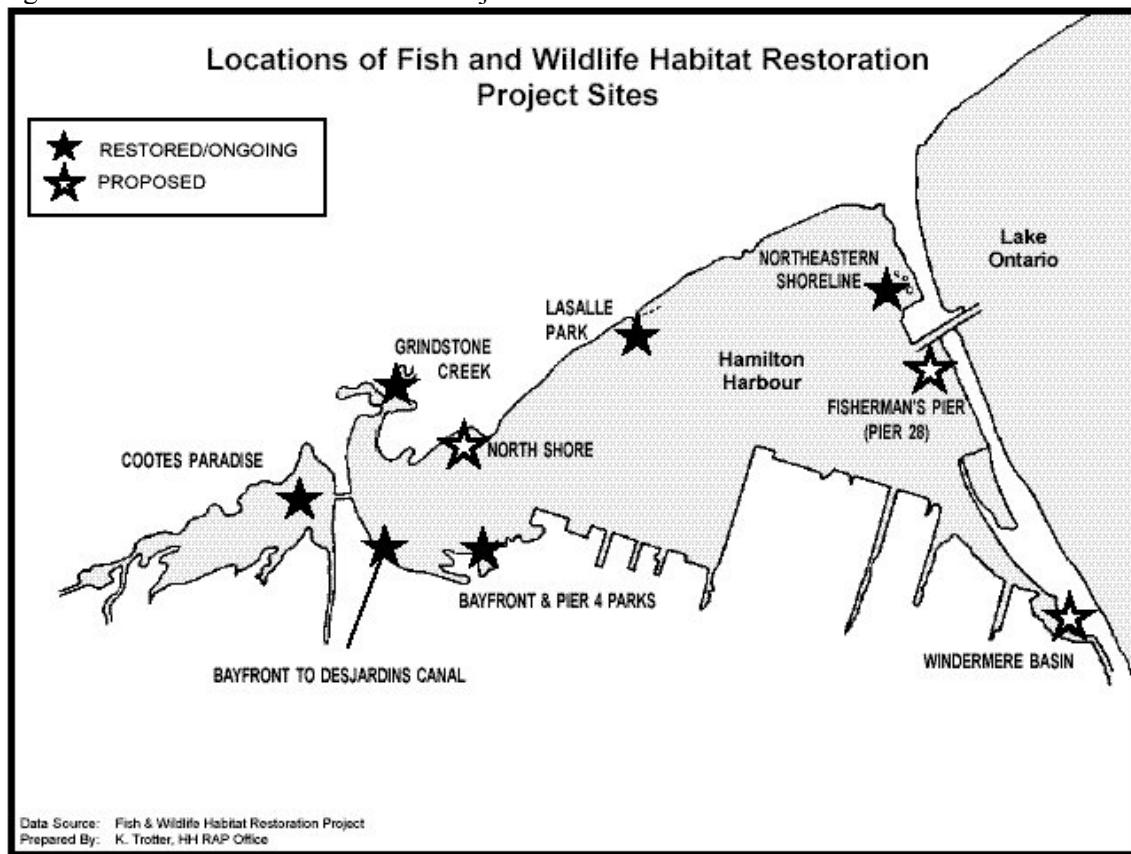 Locations of Fish and Wildlife Habitat Restoration
Project Sites
RESTORED/ONGOING
PROPOSED
Lake
Ontario
NORTHEASTERN
SHORELINE
LASALLE
PARK
GRINDSTONE
CREEK
Hamilton
Harbour
FISHERMAN'S PIER
(PIER 28)
NORTH SHORE
COOTES PARADISE
BAYFRONT & PIER 4 PARKS
WINDERMERE BASIN
BAYFRONT TO DESJARDINS CANAL
Data Source: Fish & Wildlife Habitat Restoration Project
Prepared By: K. Trotter, HH RAP Office